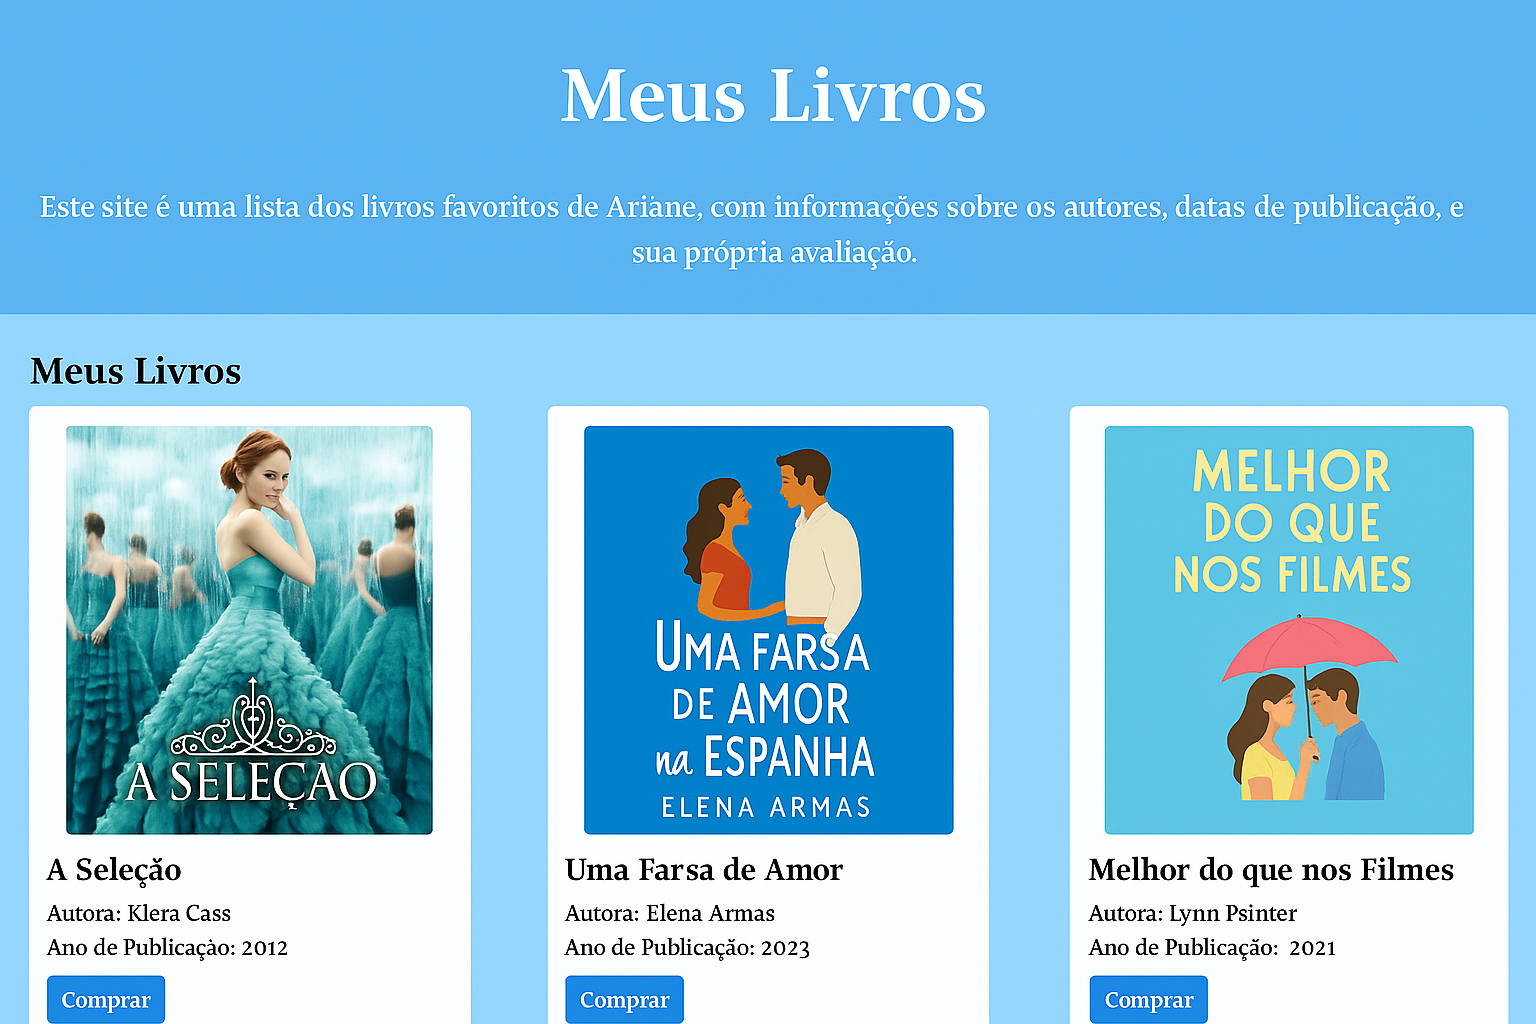 Meus Livros
Este site é uma lista dos livros favoritos de Ariane, com informações sobre os autores, datas de publicação, e
sua própria avaliação.
Meus Livros
A SELEÇAO
UMA FARSA
DE AMOR
na ESPANHA
ELENA ARMAS
MELHOR
DO QUE
NOS FILMES
A Seleção
Autora: Klera Cass
Ano de Publicação: 2012
Comprar
Uma Farsa de Amor
Autora: Elena Armas
Ano de Publicação: 2023
Comprar
Melhor do que nos Filmes
Autora: Lynn Psinter
Ano de Publicação: 2021
Comprar